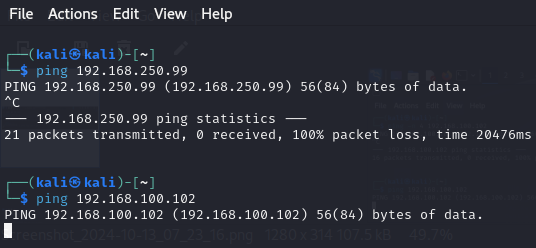 File Actions Edit View Help
┌──(kali㉿kali)-[~]
└─$ ping 192.168.250.99
PING 192.168.250.99 (192.168.250.99) 56(84) bytes of data.
^C
--- 192.168.250.99 ping statistics ---
21 packets transmitted, 0 received, 100% packet loss, time 20476ms
┌──(kali㉿kali)-[~]
└─$ ping 192.168.100.102
PING 192.168.100.102 (192.168.100.102) 56(84) bytes of data.
screenshot_2024-10-13_07_23_16.png 1280 x 314 107.5 kB 49.7%